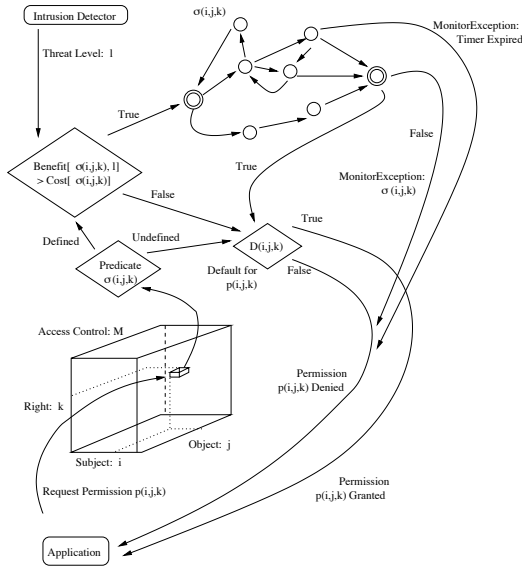 Intrusion Detector
σ(i,j,k)
MonitorException:
Timer Expired
Threat Level: l
True
False
Benefit[ σ(i,j,k), l]
> Cost[ σ(i,j,k)]
True
MonitorException:
σ (i,j,k)
False
True
Defined
Undefined
D(i,j,k)
Predicate
σ(i,j,k)
Default for
p(i,j,k)
False
Access Control: M
Permission
p(i,j,k) Denied
Right: k
Object: j
Subject: i
Request Permission p(i,j,k)
Permission
p(i,j,k) Granted
Application